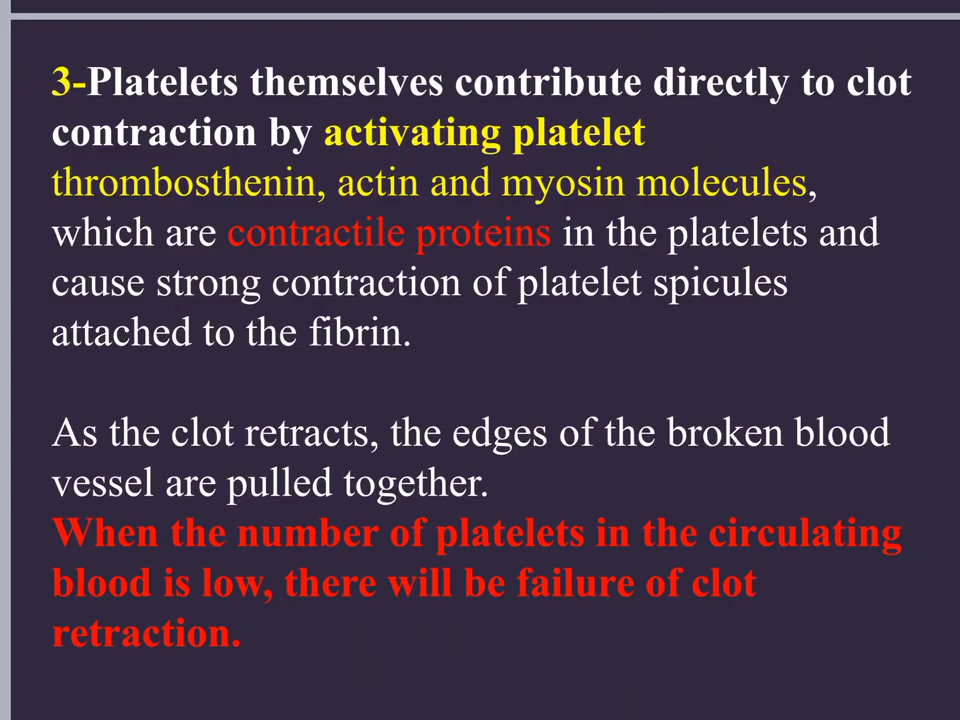 3-Platelets themselves contribute directly to clot
contraction by activating platelet
thrombosthenin, actin and myosin molecules,
which are contractile proteins in the platelets and
cause strong contraction of platelet spicules
attached to the fibrin.
As the clot retracts, the edges of the broken blood
vessel are pulled together.
When the number of platelets in the circulating
blood is low, there will be failure of clot
retraction.